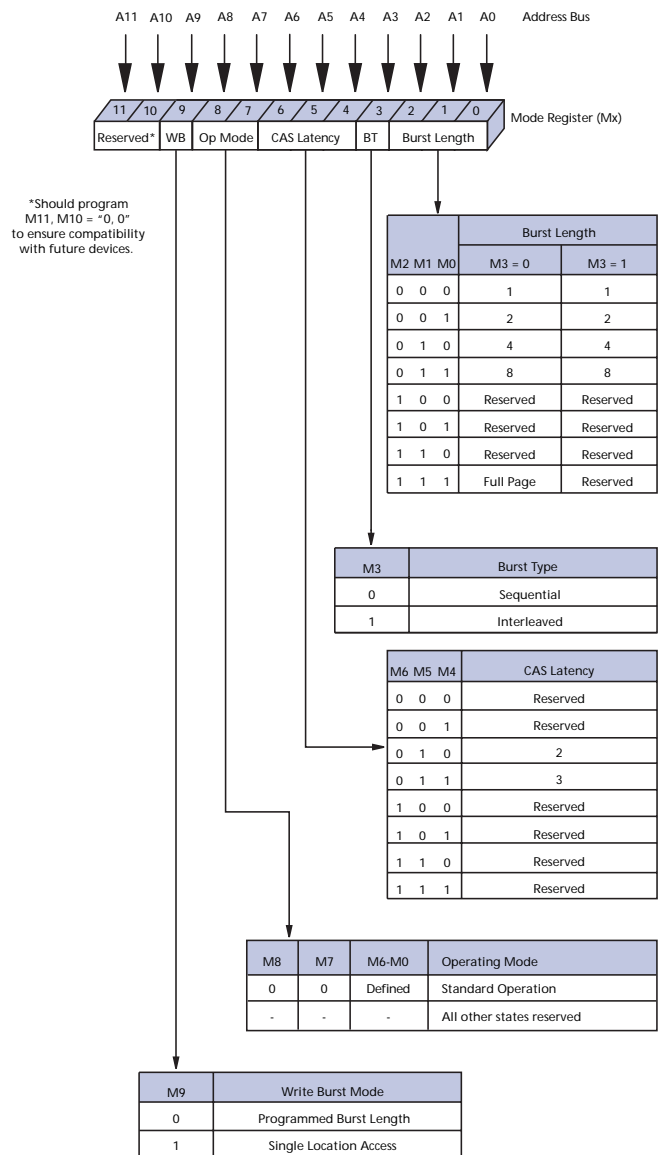 A11 A10 A9 A8 A7 A6 A5 A4 A3 A2 A1 A0 Address Bus
11 10 9 8 7 6 5 4 3 2 1 0
Mode Register (Mx)
Reserved* WB Op Mode CAS Latency BT Burst Length
*Should program
M11, M10 = “0, 0”
to ensure compatibility
with future devices.
Burst Length
M2 M1 M0 M3 = 0 M3 = 1
0 0 0 1 1
0 0 1 2 2
0 1 0 4 4
0 1 1 8 8
1 0 0 Reserved Reserved
1 0 1 Reserved Reserved
1 1 0 Reserved Reserved
1 1 1 Full Page Reserved
M3 Burst Type
0 Sequential
1 Interleaved
M6 M5 M4 CAS Latency
0 0 0 Reserved
0 0 1 Reserved
0 1 0 2
0 1 1 3
1 0 0 Reserved
1 0 1 Reserved
1 1 0 Reserved
1 1 1 Reserved
M8 M7 M6-M0 Operating Mode
0 0 Defined Standard Operation
- - - All other states reserved
M9 Write Burst Mode
0 Programmed Burst Length
1 Single Location Access